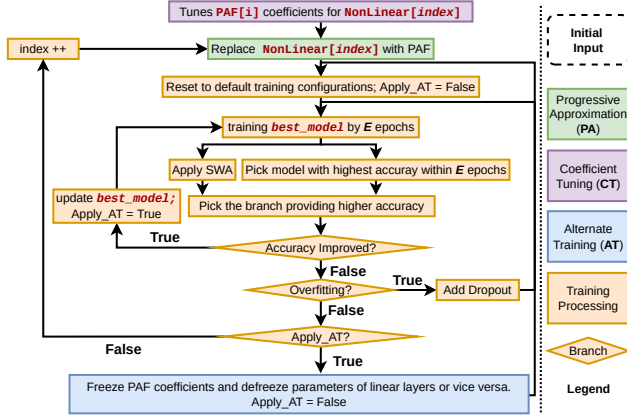 Tunes PAF[i] coefficients for NonLinear[index]
index ++
Replace NonLinear[index] with PAF
Reset to default training configurations; Apply_AT = False
training best_model by E epochs
Apply SWA
Pick model with highest accuray within E epochs
update best_model;
Apply_AT = True
Pick the branch providing higher accuracy
True
Accuracy Improved?
False
Overfitting?
True
Add Dropout
False
Apply_AT?
False
True
Freeze PAF coefficients and defreeze parameters of linear layers or vice versa.
Apply_AT = False
Initial
Input
Progressive
Approximation
(PA)
Coefficient
Tuning (CT)
Alternate
Training (AT)
Training
Processing
Branch
Legend